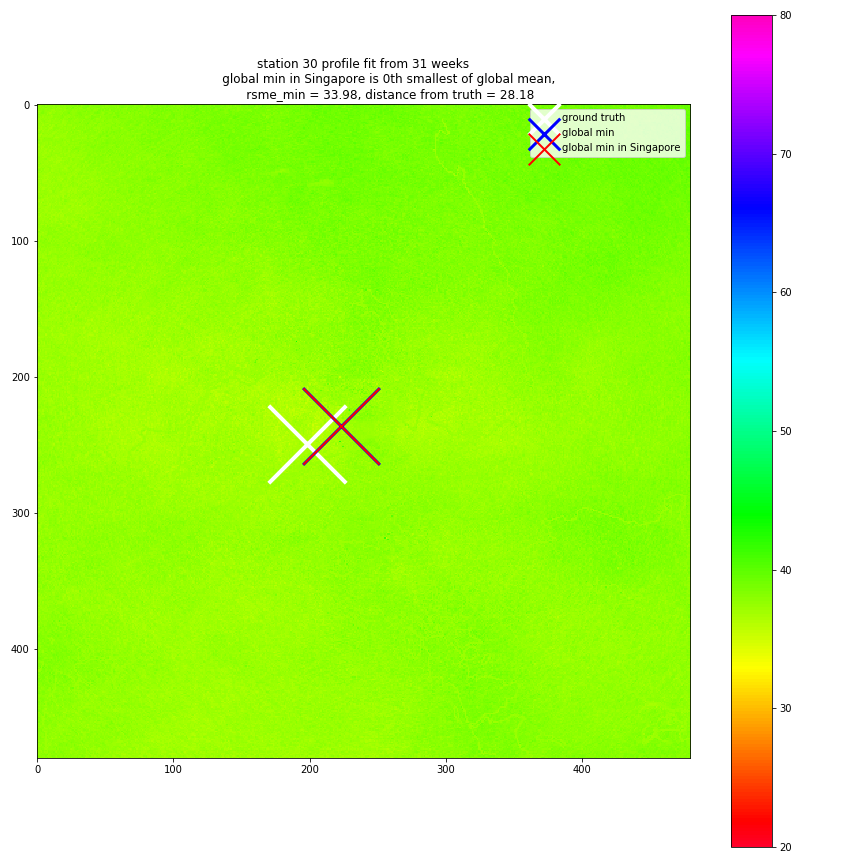 station 30 profile fit from 31 weeks
global min in Singapore is 0th smallest of global mean,
rsme_min = 33.98, distance from truth = 28.18
ground truth
global min
global min in Singapore
0
100
200
300
400
0
100
200
300
400
80
70
60
50
40
30
20